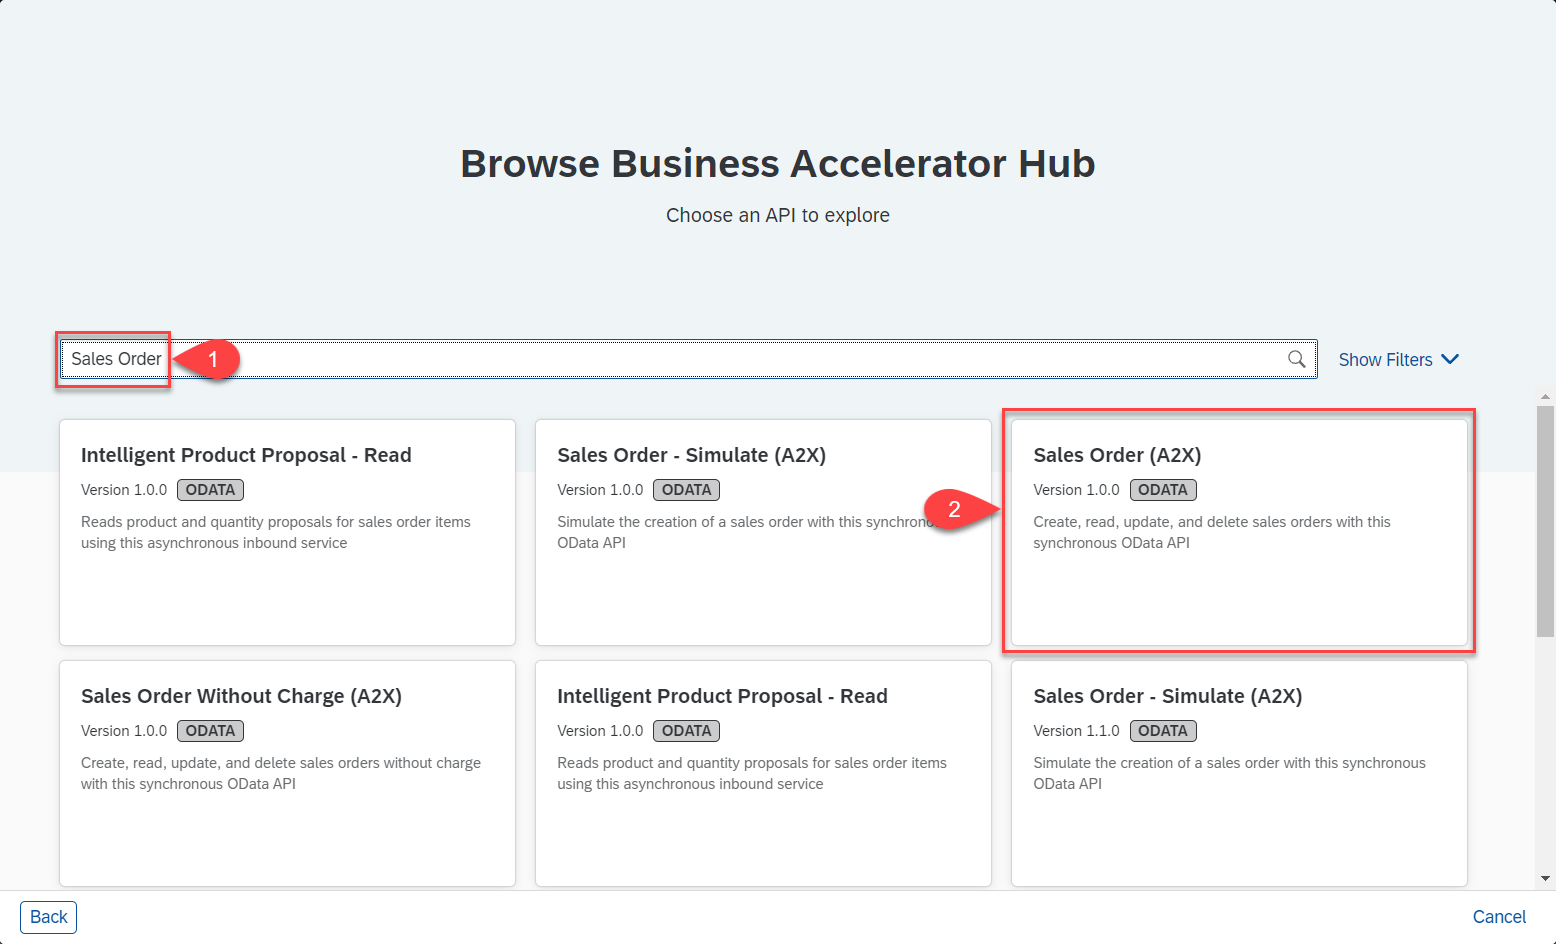 Browse Business Accelerator Hub
Choose an API to explore
Sales Order
1
Show Filters
Intelligent Product Proposal - Read
Version 1.0.0 ODATA
Reads product and quantity proposals for sales order items
using this asynchronous inbound service
Sales Order - Simulate (A2X)
Version 1.0.0 ODATA
Simulate the creation of a sales order with this
OData API
2
Sales Order (A2X)
Version 1.0.0 ODATA
Create, read, update, and delete sales orders with this
synchronous OData API
Sales Order Without Charge (A2X)
Version 1.0.0 ODATA
Create, read, update, and delete sales orders without charge
with this synchronous OData API
Intelligent Product Proposal - Read
Version 1.0.0 ODATA
Reads product and quantity proposals for sales order items
using this asynchronous inbound service
Sales Order - Simulate (A2X)
Version 1.1.0 ODATA
Simulate the creation of a sales order with this synchronous
OData API
Back
Cancel